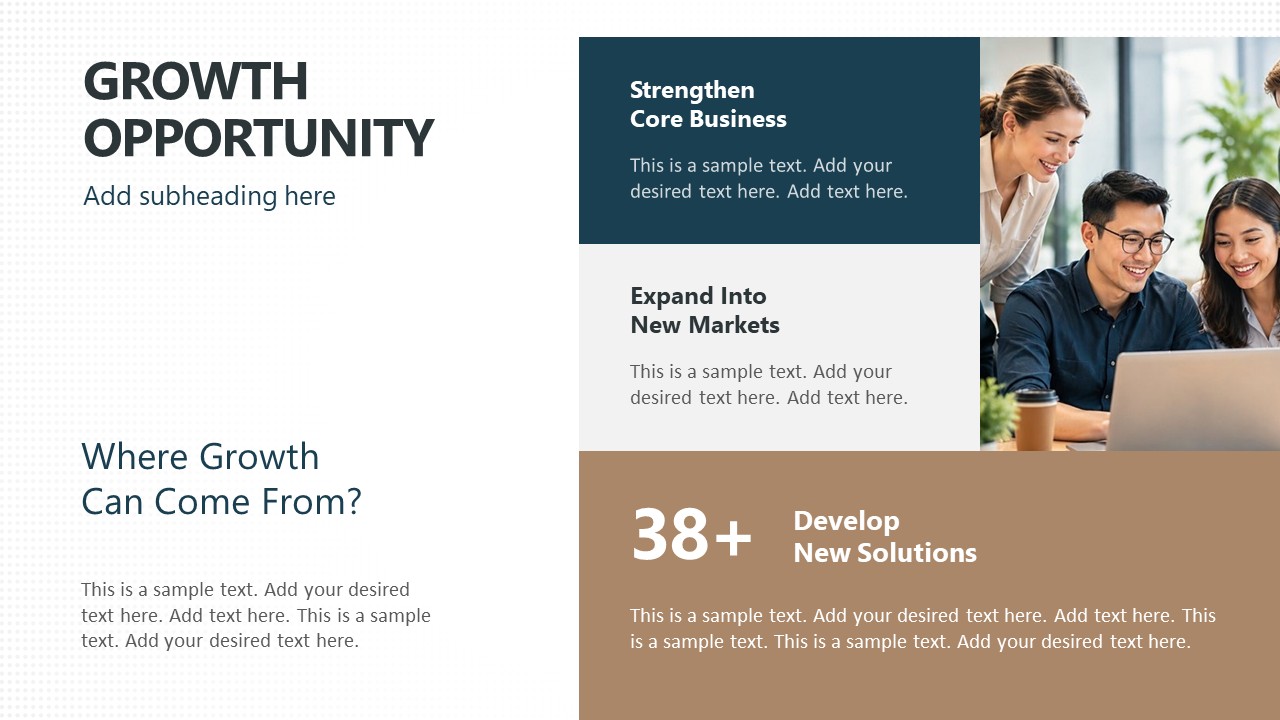 GROWTH
OPPORTUNITY
Add subheading here
Where Growth
Can Come From?
This is a sample text. Add your desired
text here. Add text here. This is a sample
text. Add your desired text here.
Strengthen
Core Business
This is a sample text. Add your
desired text here. Add text here.
Expand Into
New Markets
This is a sample text. Add your
desired text here. Add text here.
38+
Develop
New Solutions
This is a sample text. Add your desired text here. Add text here. This
is a sample text. This is a sample text. Add your desired text here.